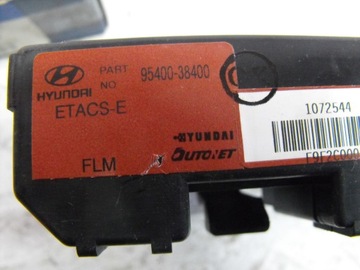 PART
NO
95400-38400
HYUNDAI
ETACS-E
1072544
HYUNDAI
AUTONET
FLM